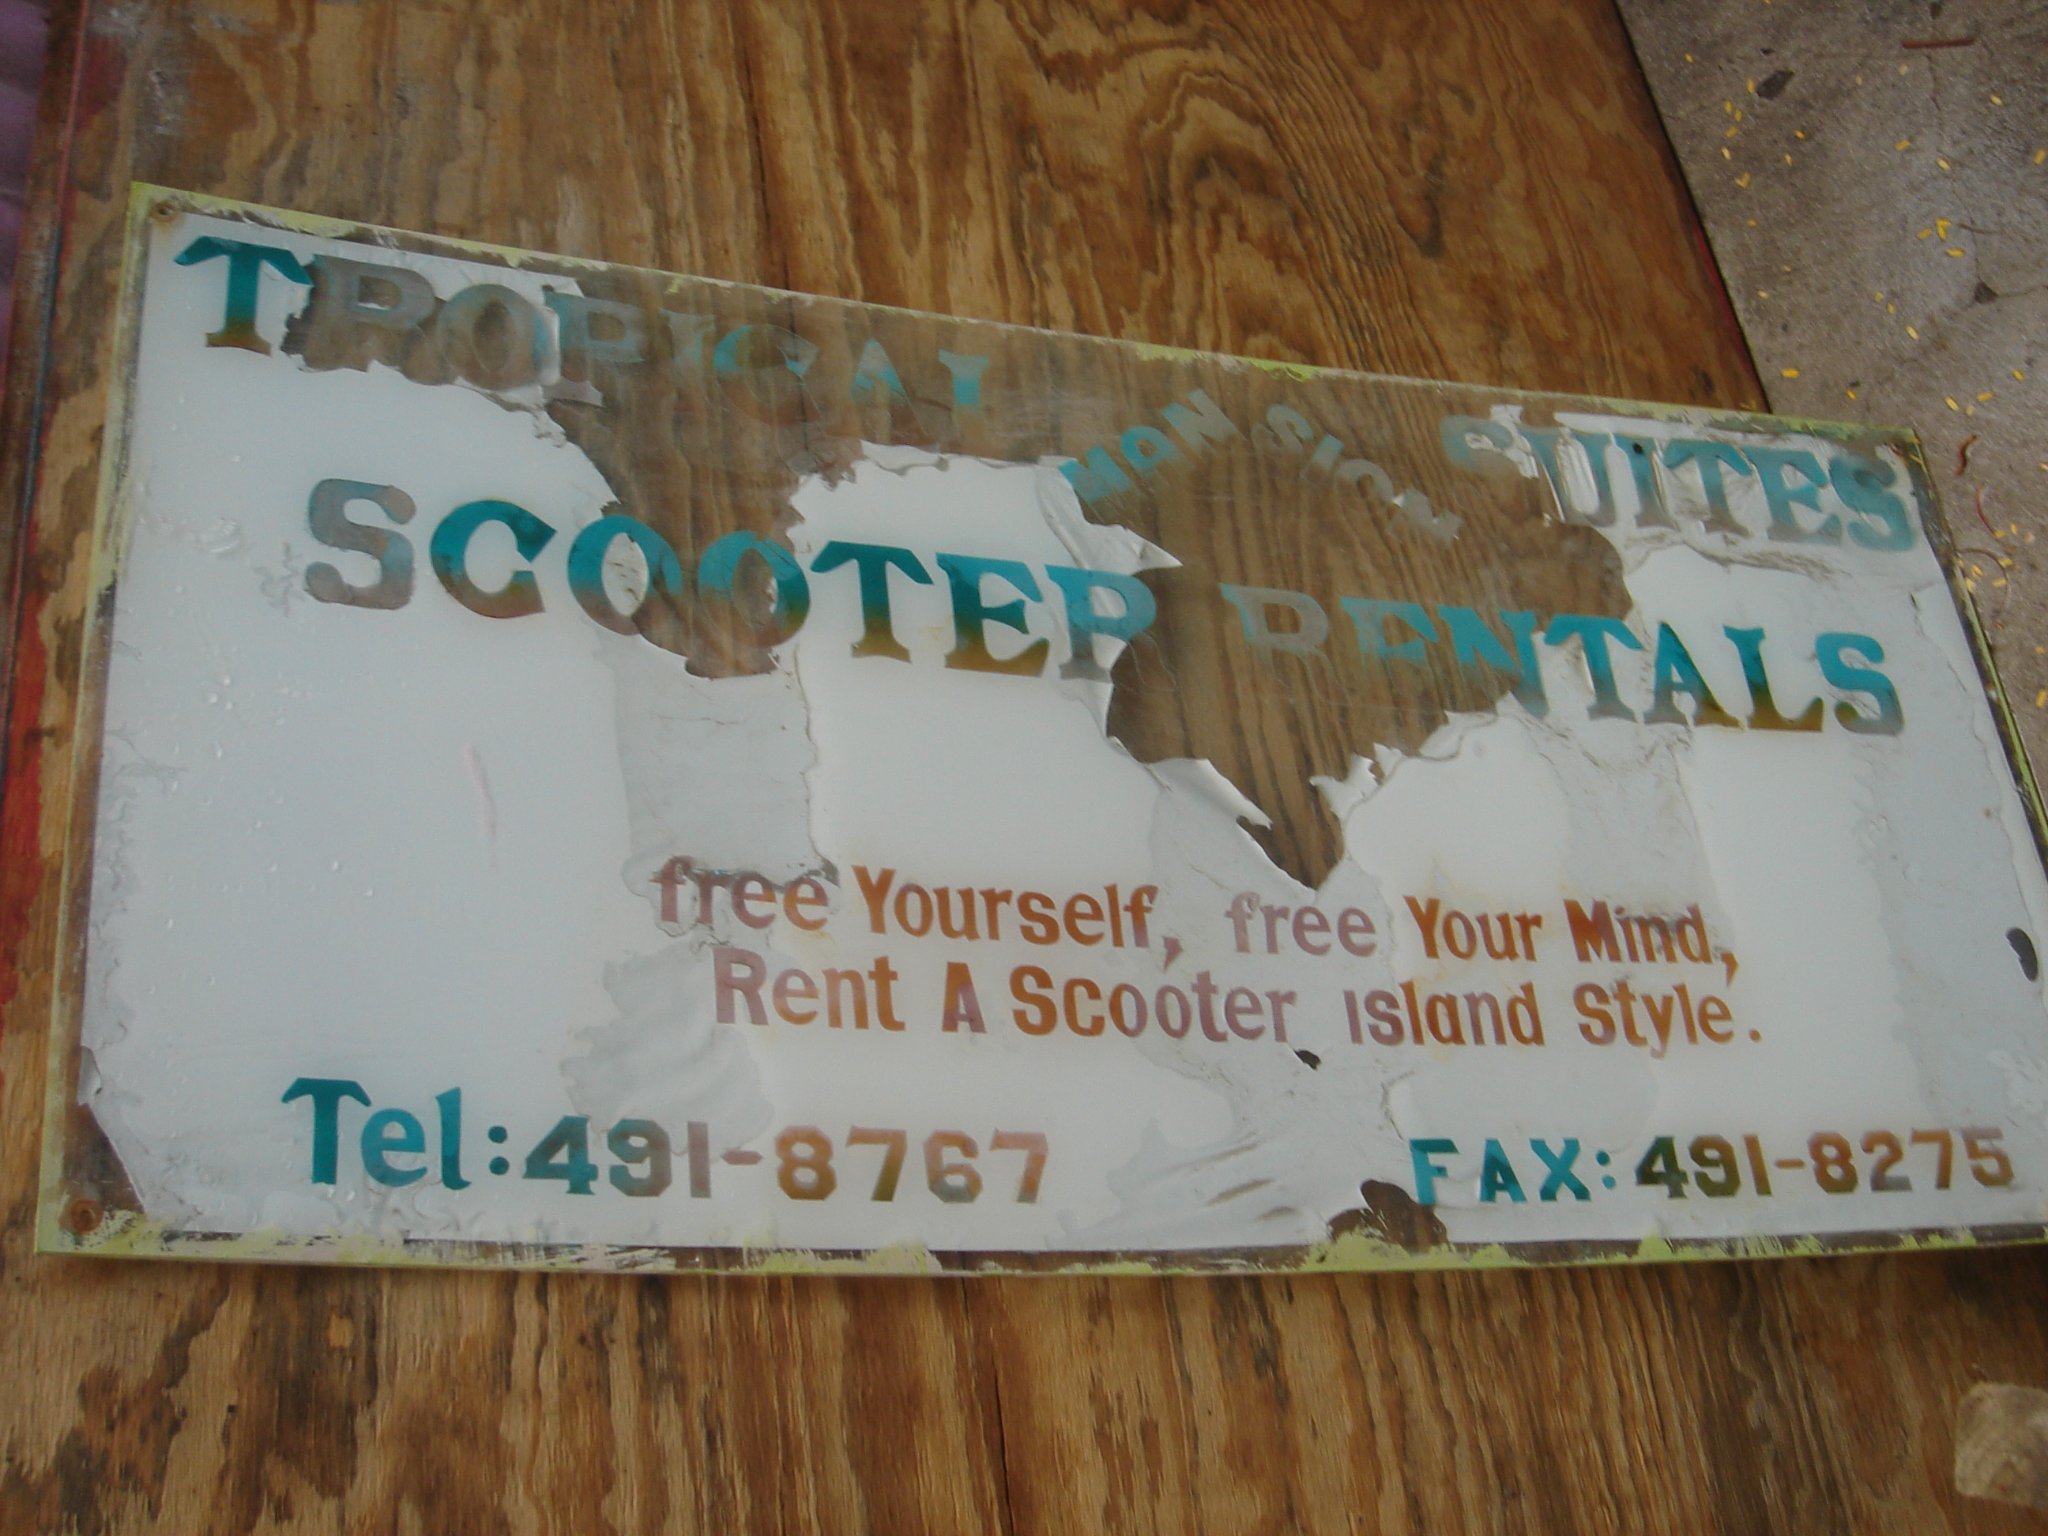 TROPICAL MANSION SUITES
SCOOTER RENTALS
free Yourself, free Your Mind,
Rent A Scooter Island Style.
Tel:491-8767 FAX:491-8275